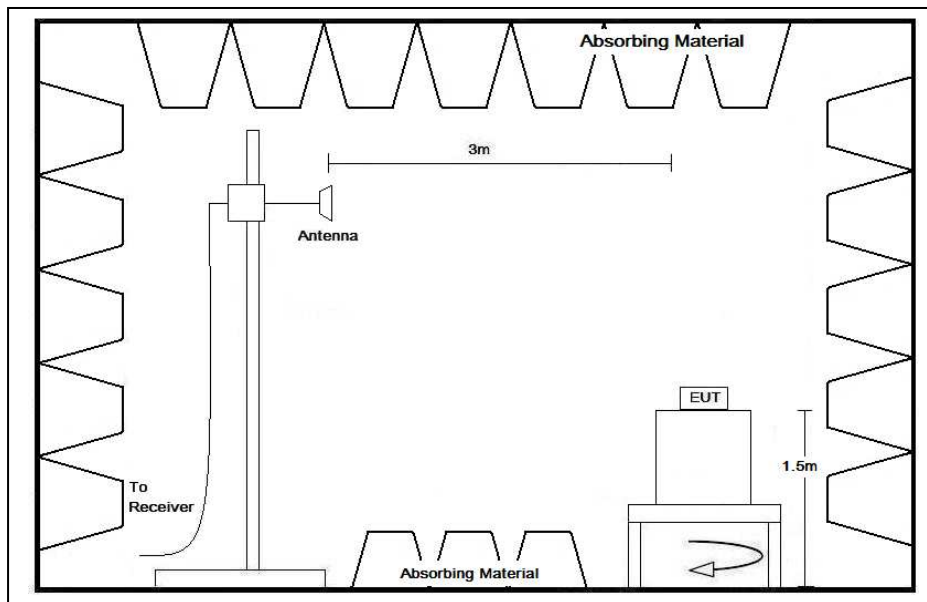 Absorbing Material
3m
Antenna
EUT
1.5m
To
Receiver
Absorbing Material